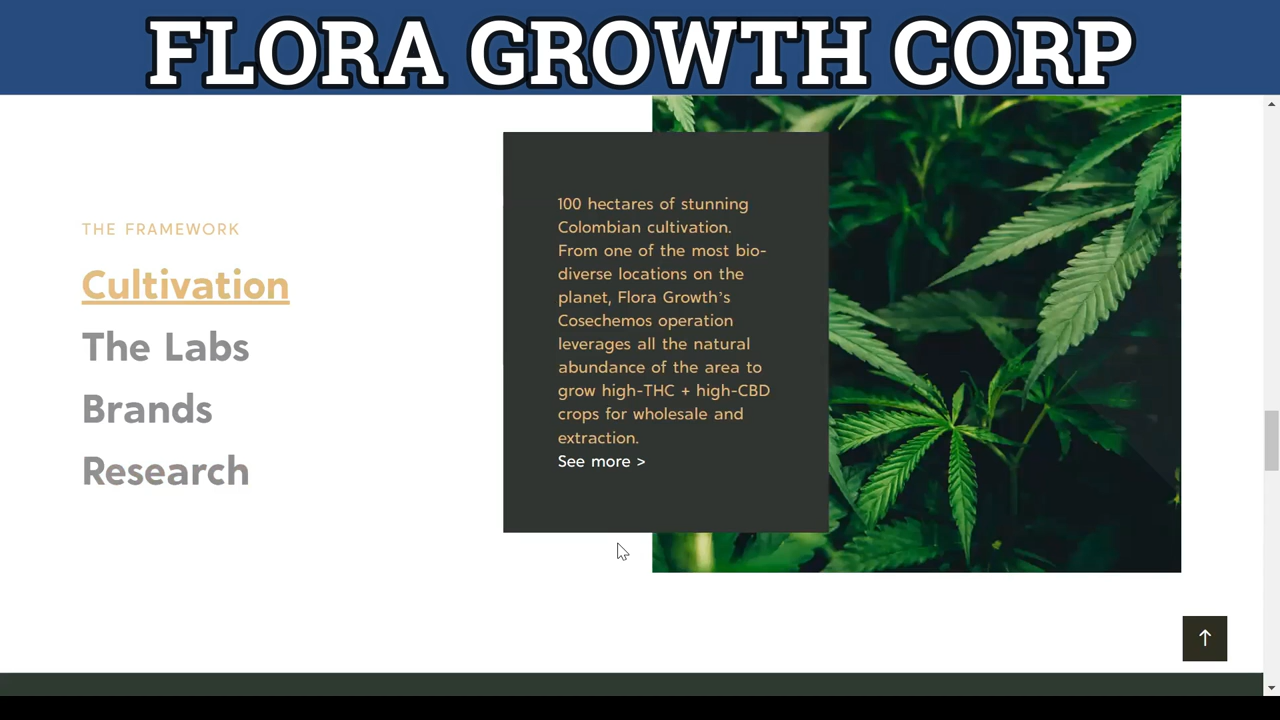 FLORA GROWTH CORP
THE FRAMEWORK
Cultivation
The Labs
Brands
Research
100 hectares of stunning
Colombian cultivation.
From one of the most bio-
diverse locations on the
planet, Flora Growth's
Cosechemos operation
leverages all the natural
abundance of the area to
grow high-THC + high-CBD
crops for wholesale and
extraction.
See more >